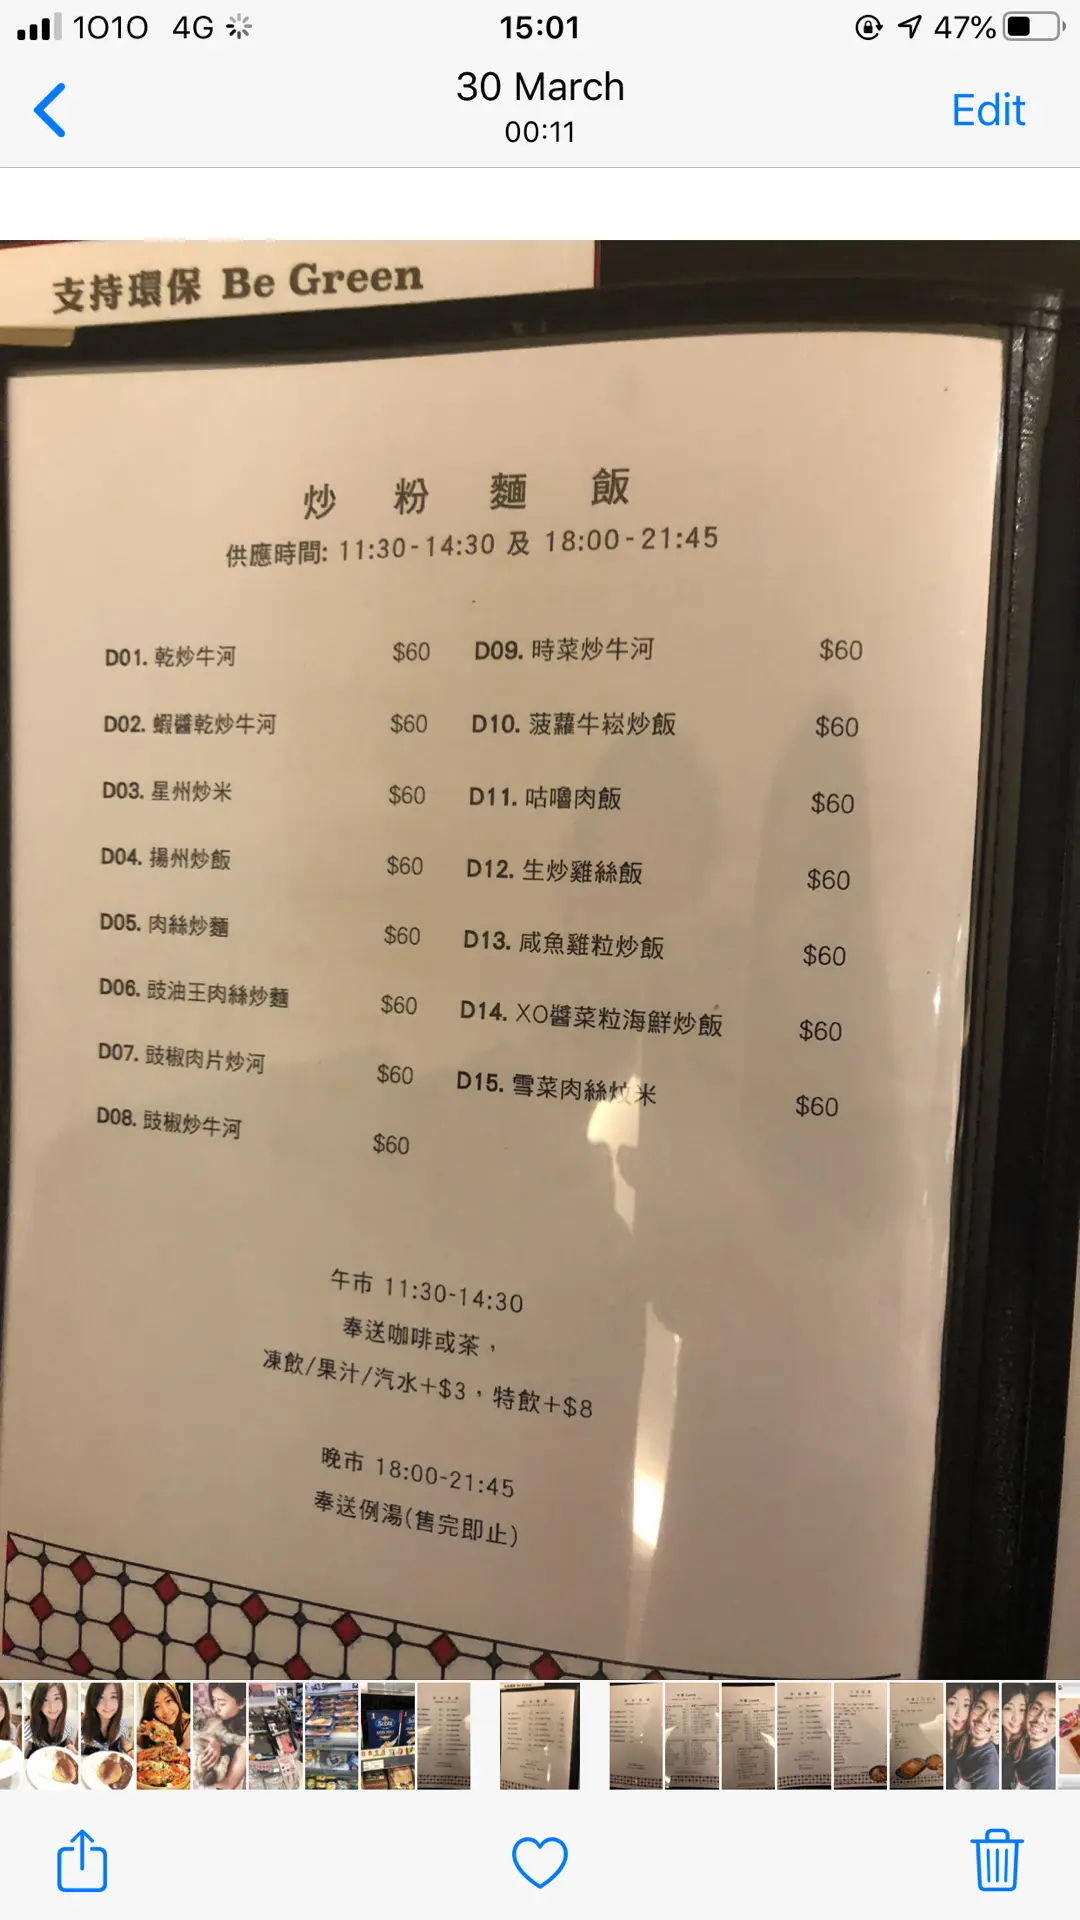 1O1O 4G
15:01
47%
30 March
00:11
Edit
支持環保 Be Green
炒粉麵飯
供應時間: 11:30-14:30 及 18:00-21:45
D01. 乾炒牛河 $60
D02. 蝦醬乾炒牛河 $60
D03. 星州炒米 $60
D04. 揚州炒飯 $60
D05. 肉絲炒麵 $60
D06. 豉油王肉絲炒麵 $60
D07. 豉椒肉片炒河 $60
D08. 豉椒炒牛河 $60
D09. 時菜炒牛河 $60
D10. 菠蘿牛崧炒飯 $60
D11. 咕嚕肉飯 $60
D12. 生炒雞絲飯 $60
D13. 咸魚雞粒炒飯 $60
D14. XO醬菜粒海鮮炒飯 $60
D15. 雪菜肉絲炆米 $60
午市 11:30-14:30
奉送咖啡或茶，
凍飲/果汁/汽水+$3，特飲+$8
晚市 18:00-21:45
奉送例湯(售完即止)